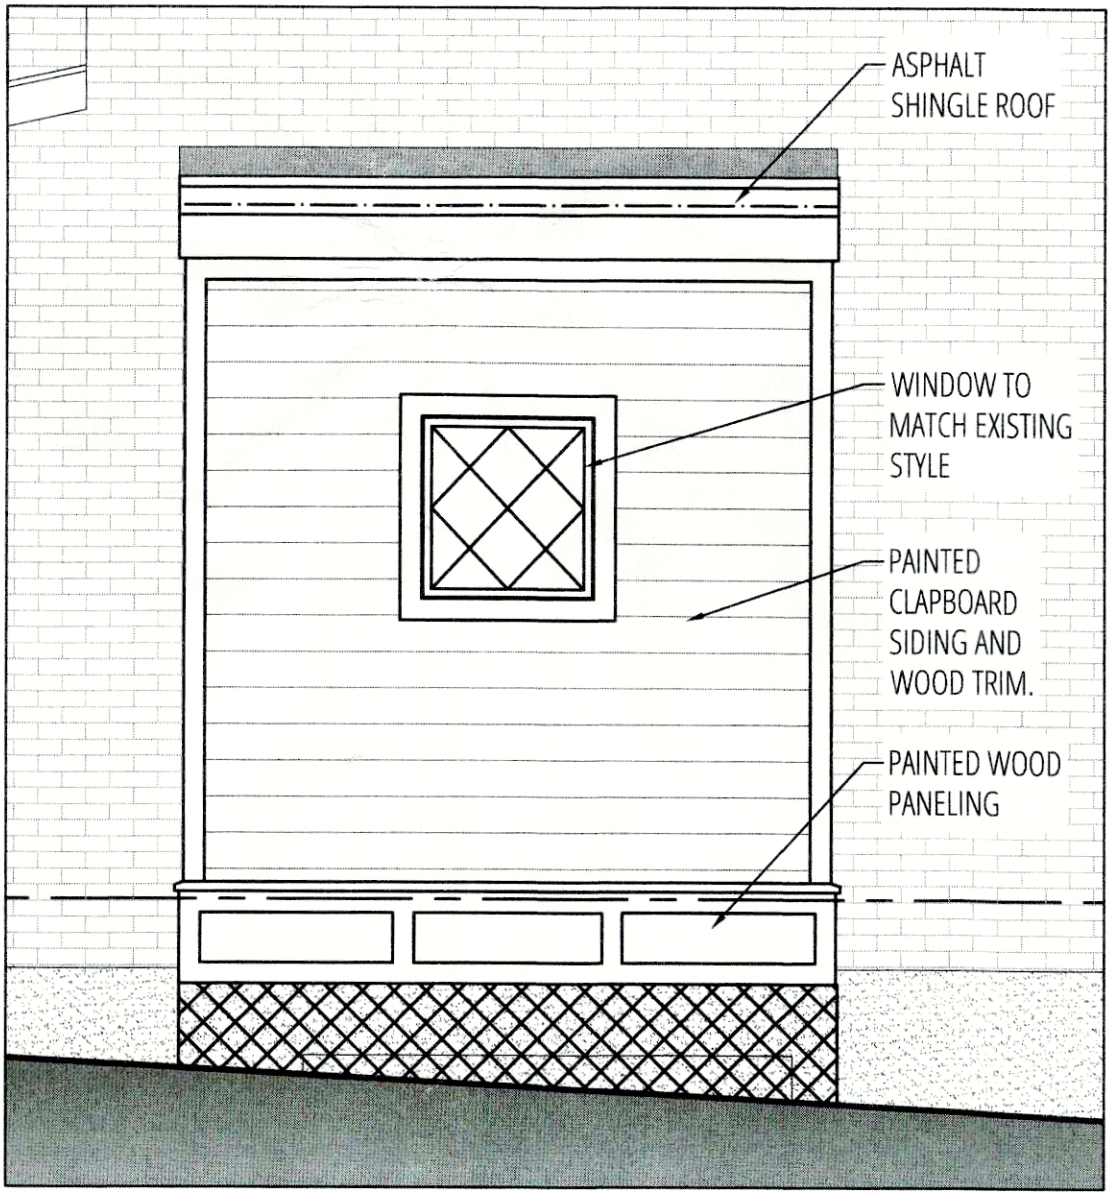 ASPHALT
SHINGLE ROOF
WINDOW TO
MATCH EXISTING
STYLE
PAINTED
CLAPBOARD
SIDING AND
WOOD TRIM.
PAINTED WOOD
PANELING